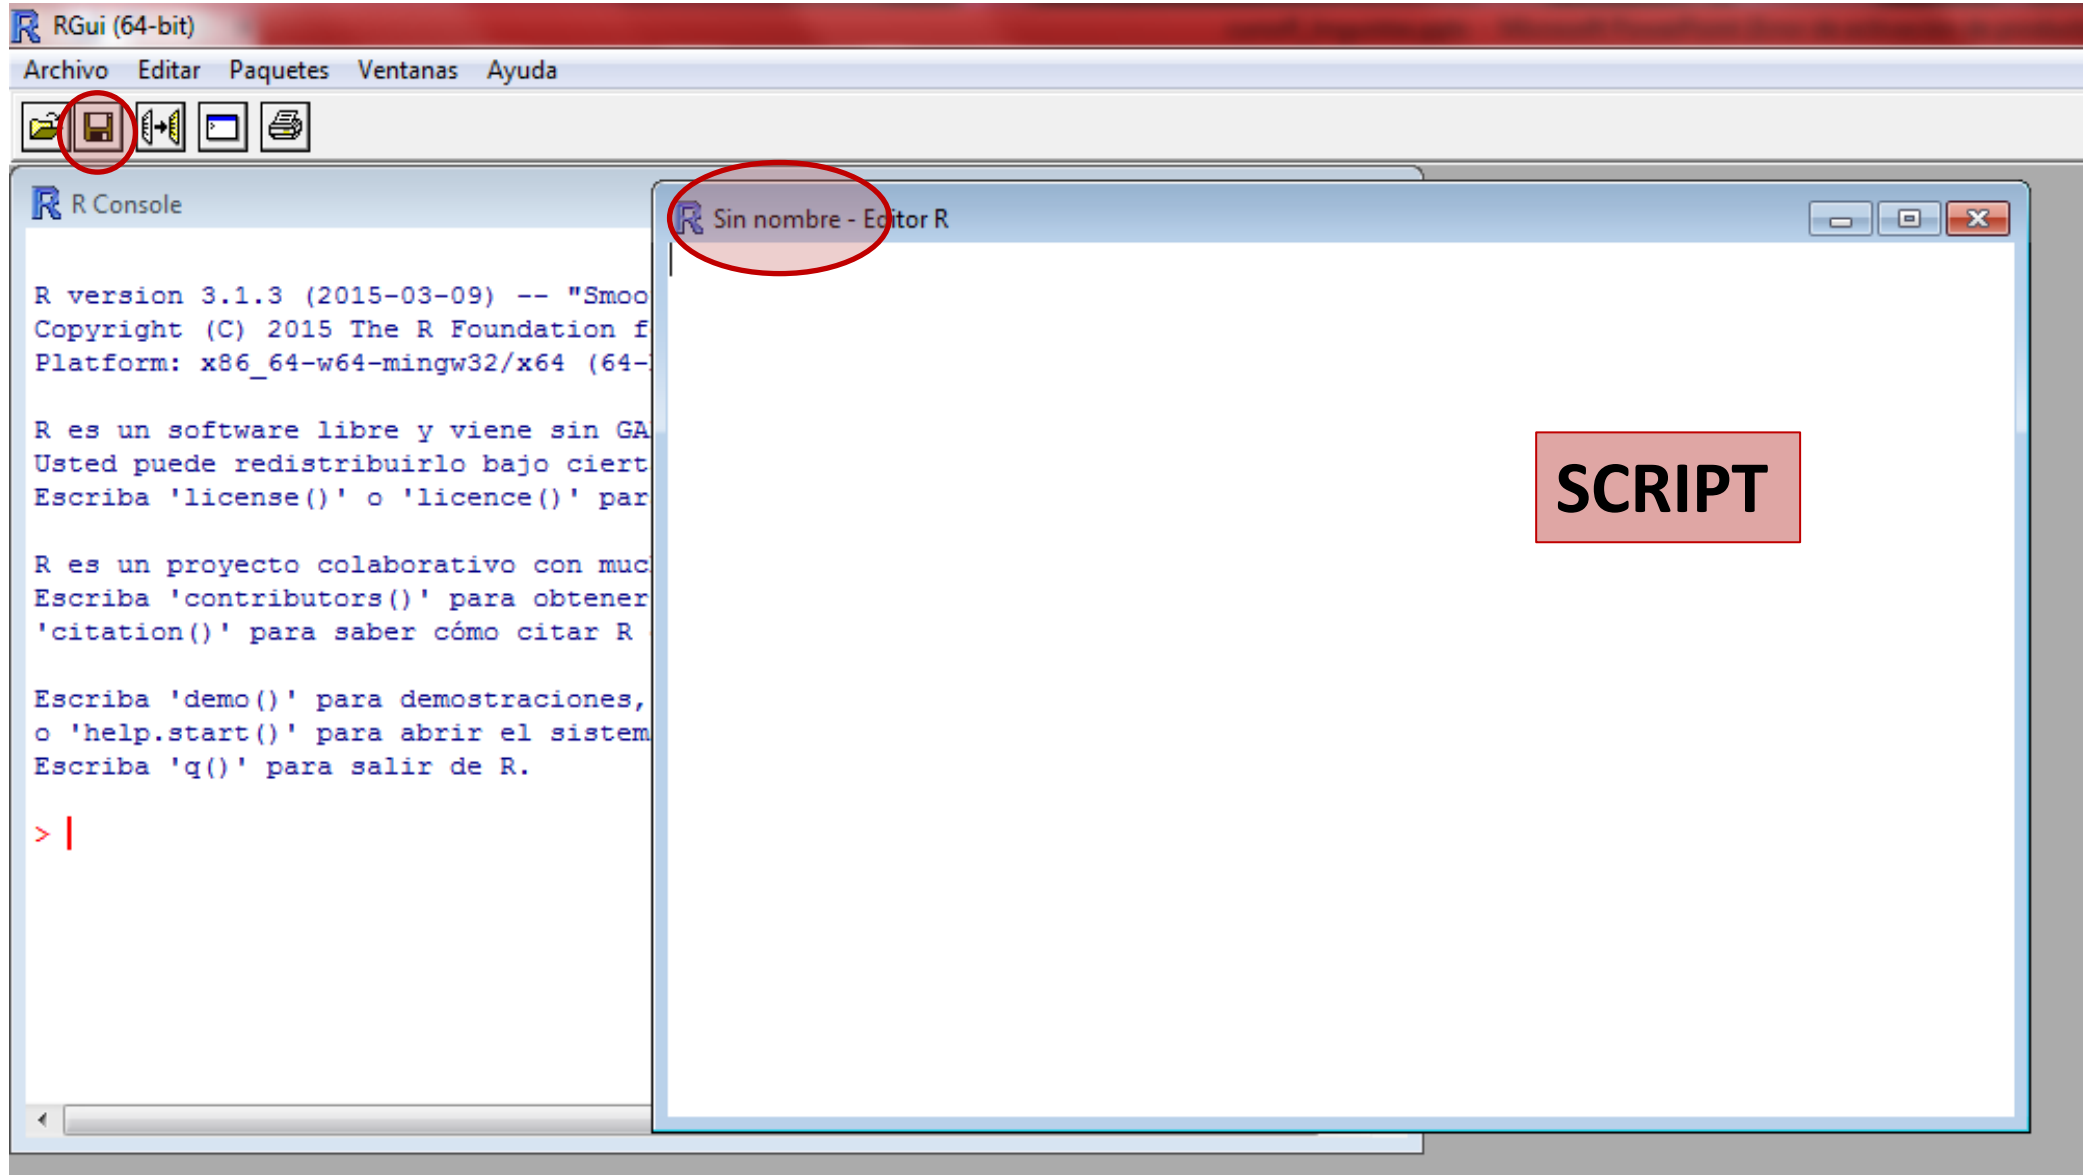 RGui (64-bit)
Archivo Editar Paquetes Ventanas Ayuda
R Console
R version 3.1.3 (2015-03-09) -- "Smoo
Copyright (C) 2015 The R Foundation f
Platform: x86_64-w64-mingw32/x64 (64-
R es un software libre y viene sin GA
Usted puede redistribuirlo bajo ciert
Escriba 'license()' o 'licence()' par
R es un proyecto colaborativo con muc
Escriba 'contributors()' para obtener
'citation()' para saber cómo citar R
Escriba 'demo()' para demostraciones,
o 'help.start()' para abrir el sistem
Escriba 'q()' para salir de R.
>
Sin nombre - Editor R
SCRIPT